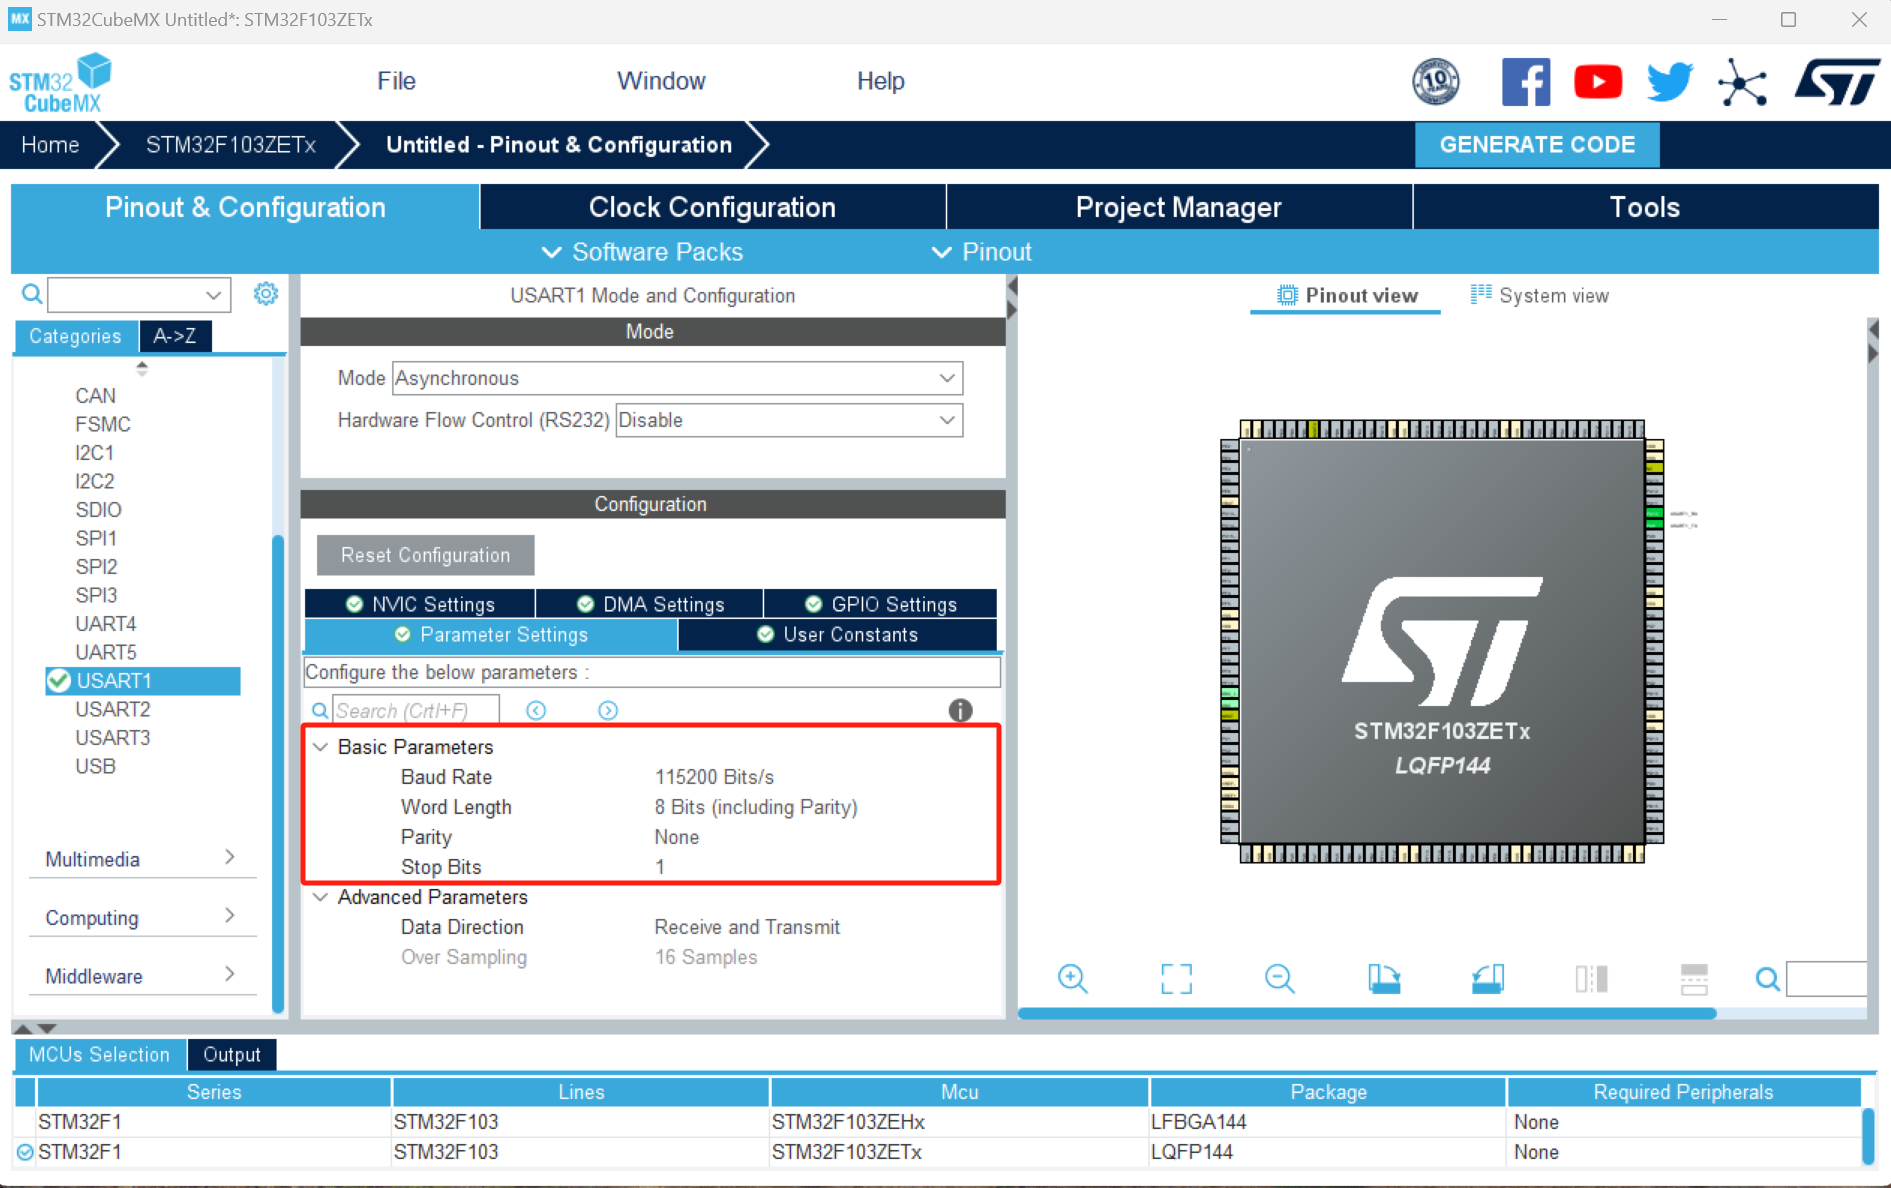 MX STM32CubeMX Untitled*: STM32F103ZETx
STM32
CubeMX
File
Window
Help
10
Home
STM32F103ZETx
Untitled - Pinout & Configuration
GENERATE CODE
Pinout & Configuration
Clock Configuration
Project Manager
Tools
Software Packs
Pinout
USART1 Mode and Configuration
Pinout view
System view
Categories
A->Z
Mode
Mode Asynchronous
Hardware Flow Control (RS232) Disable
CAN
FSMC
I2C1
I2C2
SDIO
SPI1
SPI2
SPI3
UART4
UART5
USART1
USART2
USART3
USB
Multimedia
Computing
Middleware
Configuration
Reset Configuration
NVIC Settings
DMA Settings
GPIO Settings
Parameter Settings
User Constants
Configure the below parameters :
Search (Crtl+F)
Basic Parameters
Baud Rate 115200 Bits/s
Word Length 8 Bits (including Parity)
Parity None
Stop Bits 1
Advanced Parameters
Data Direction Receive and Transmit
Over Sampling 16 Samples
STM32F103ZETx
LQFP144
MCUs Selection
Output
Series Lines Mcu Package Required Peripherals
STM32F1 STM32F103 STM32F103ZEHx LFBGA144 None
STM32F1 STM32F103 STM32F103ZETx LQFP144 None